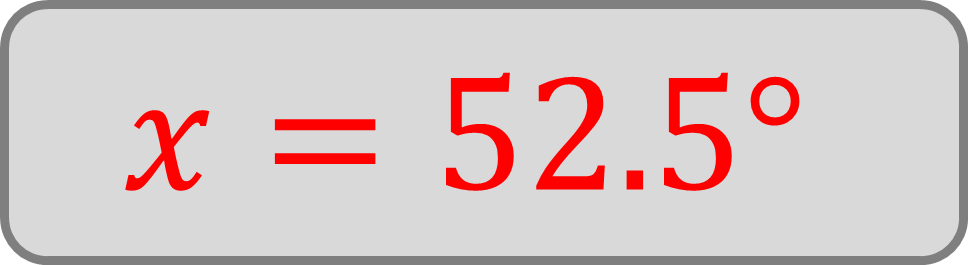 x = 52.5°